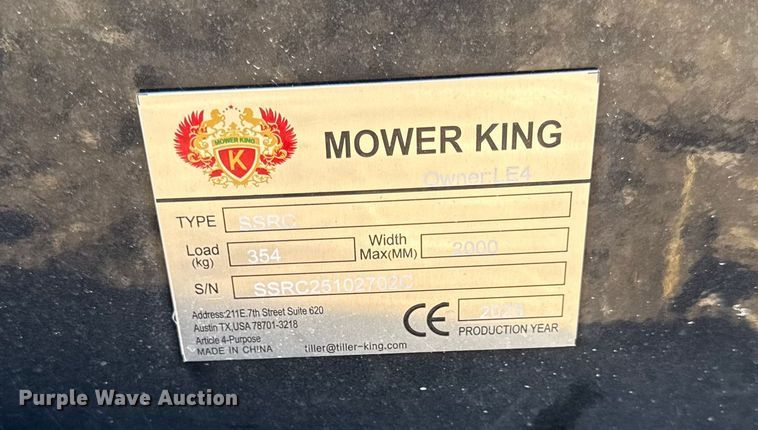 MOWER KING
K
MOWER KING
Owner:LE4
TYPE SSRC
Load (kg) 354 Width Max(MM) 2000
S/N SSRC25102702C
Address:211E.7th Street Suite 620
Austin TX,USA 78701-3218
Article 4-Purpose
MADE IN CHINA tiller@tiller-king.com
CE 2025
PRODUCTION YEAR
Purple Wave Auction